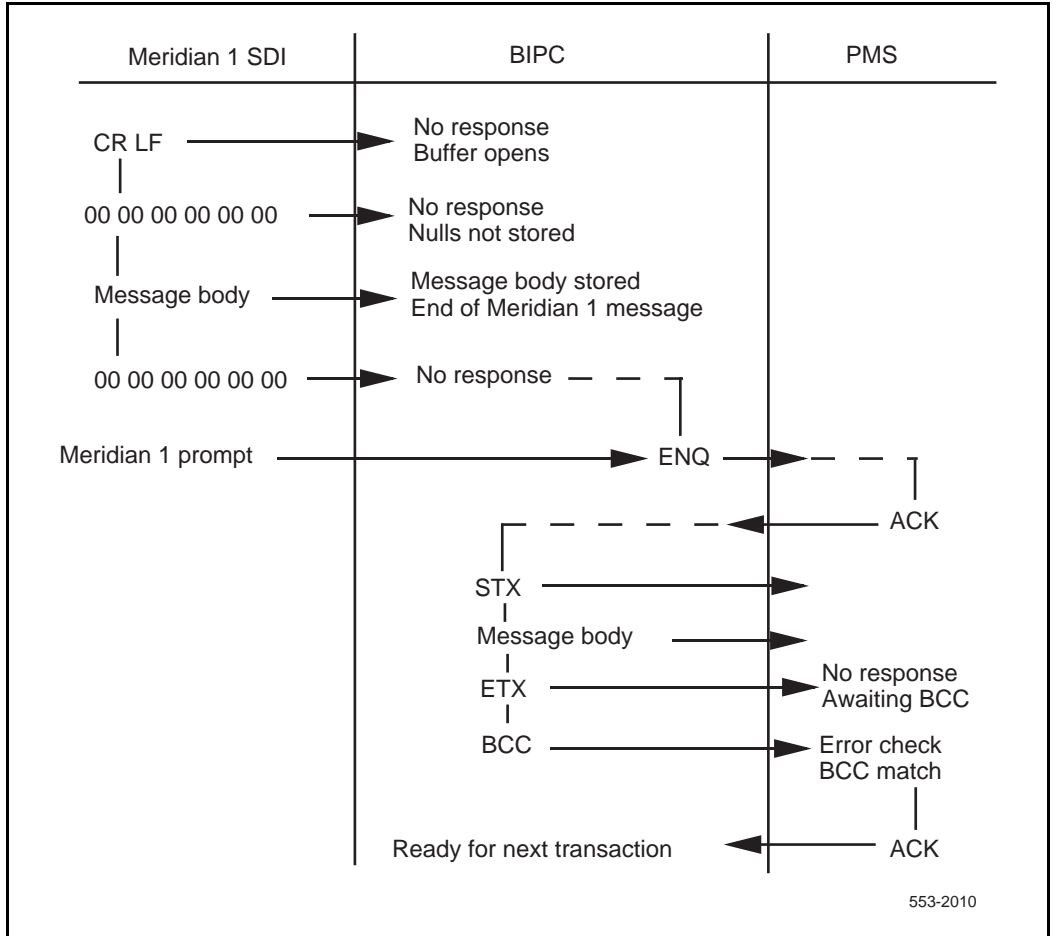 Meridian 1 SDI
BIPC
PMS
CR LF
No response
Buffer opens
00 00 00 00 00 00
No response
Nulls not stored
Message body
Message body stored
End of Meridian 1 message
00 00 00 00 00 00
No response
Meridian 1 prompt
ENQ
ACK
STX
Message body
ETX
No response
Awaiting BCC
BCC
Error check
BCC match
Ready for next transaction
ACK
553-2010